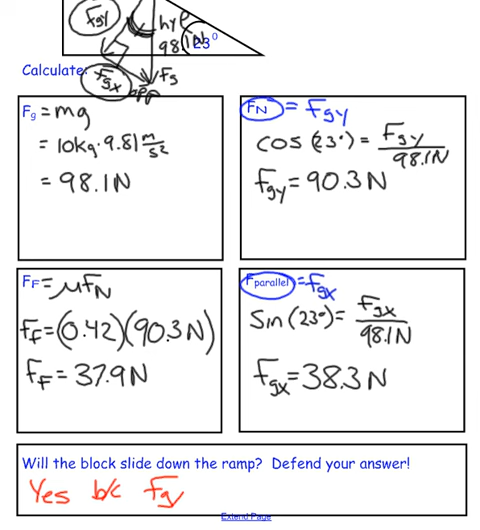 Fgy
hyp
98.1N 23°
Fg
Fgx opp
Calculate:
Fg = mg
= 10kg · 9.81 m/s²
= 98.1N
FN = Fgy
cos (23°) = Fgy/98.1N
Fgy = 90.3N
FF = μFN
FF = (0.42)(90.3N)
FF = 37.9N
Fparallel = Fgx
Sin (23°) = Fgx/98.1N
Fgx = 38.3N
Will the block slide down the ramp? Defend your answer!
Yes b/c Fg
Extend Page